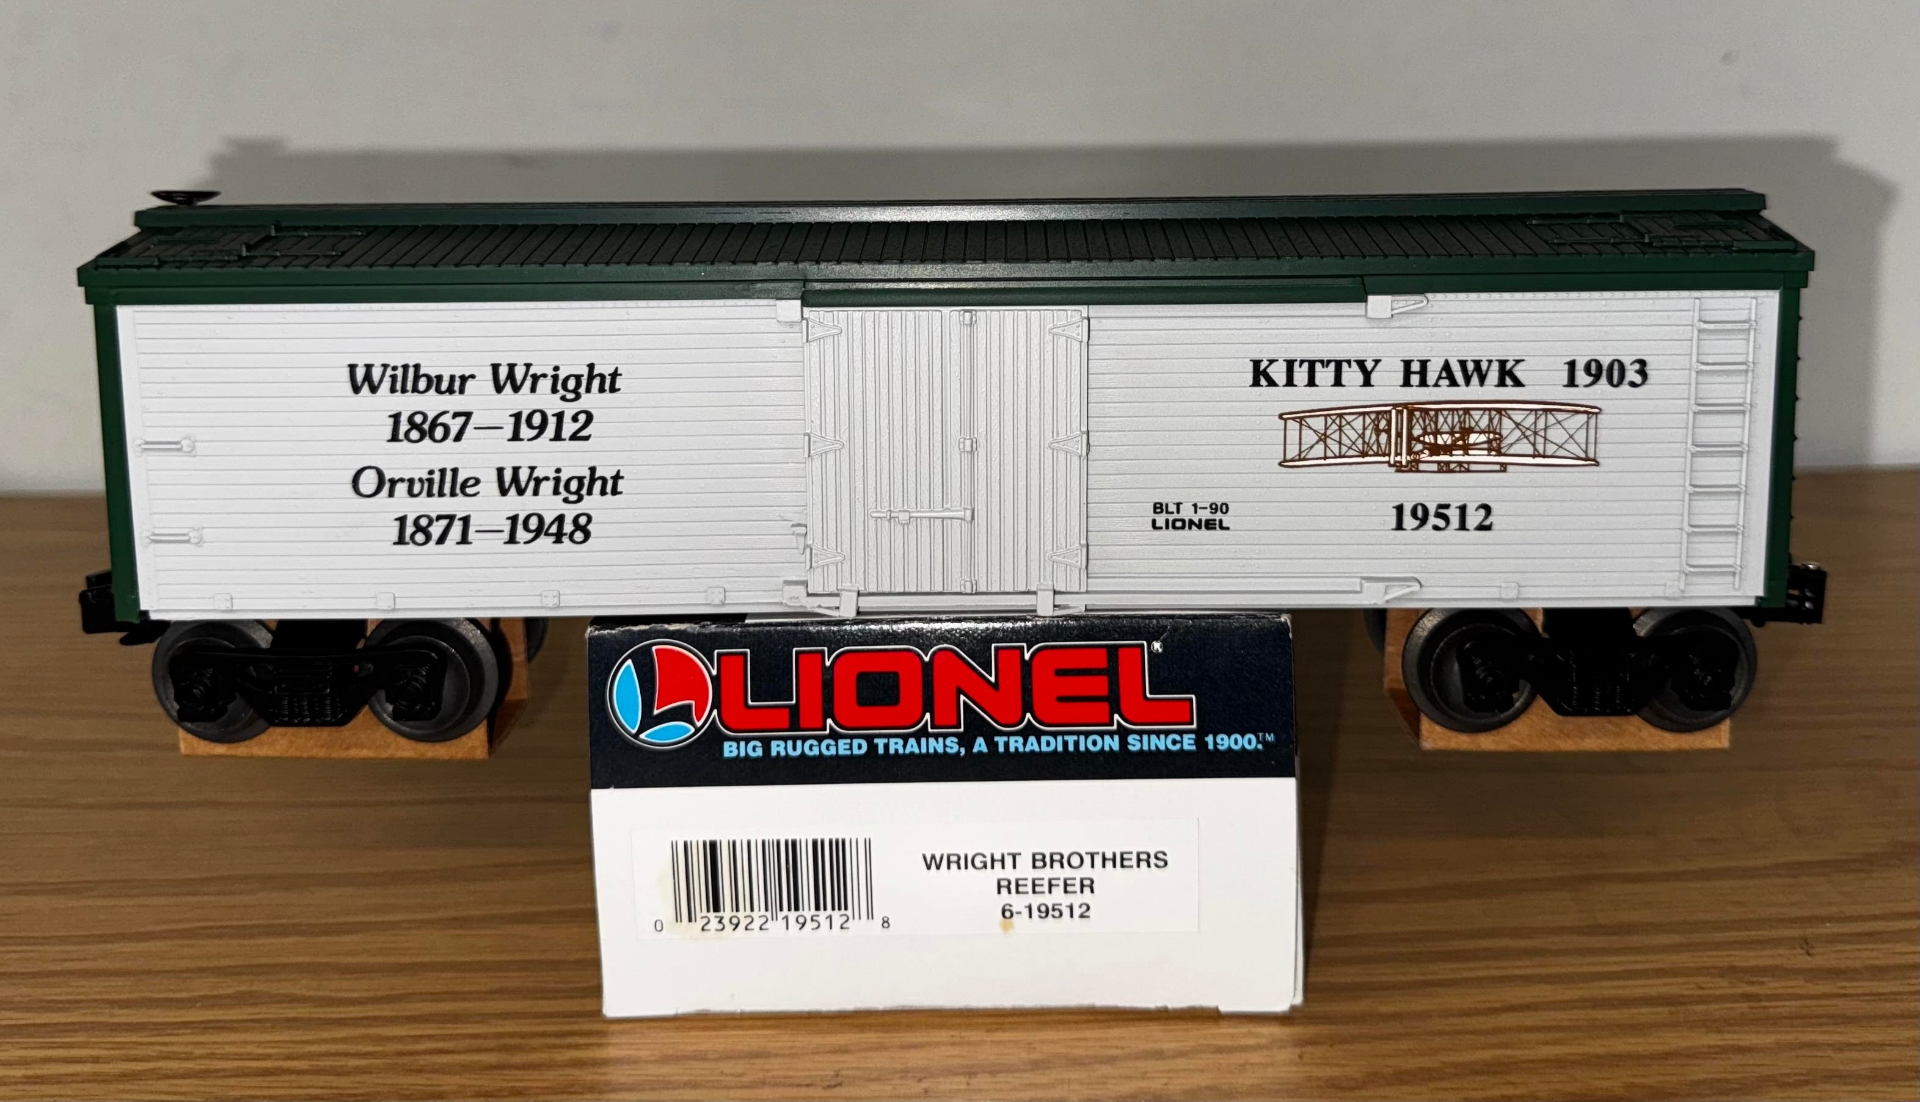 Wilbur Wright
1867–1912
Orville Wright
1871–1948
KITTY HAWK 1903
BLT 1-90
LIONEL
19512
LIONEL®
BIG RUGGED TRAINS, A TRADITION SINCE 1900.™
WRIGHT BROTHERS
REEFER
6-19512
0 23922 19512 8